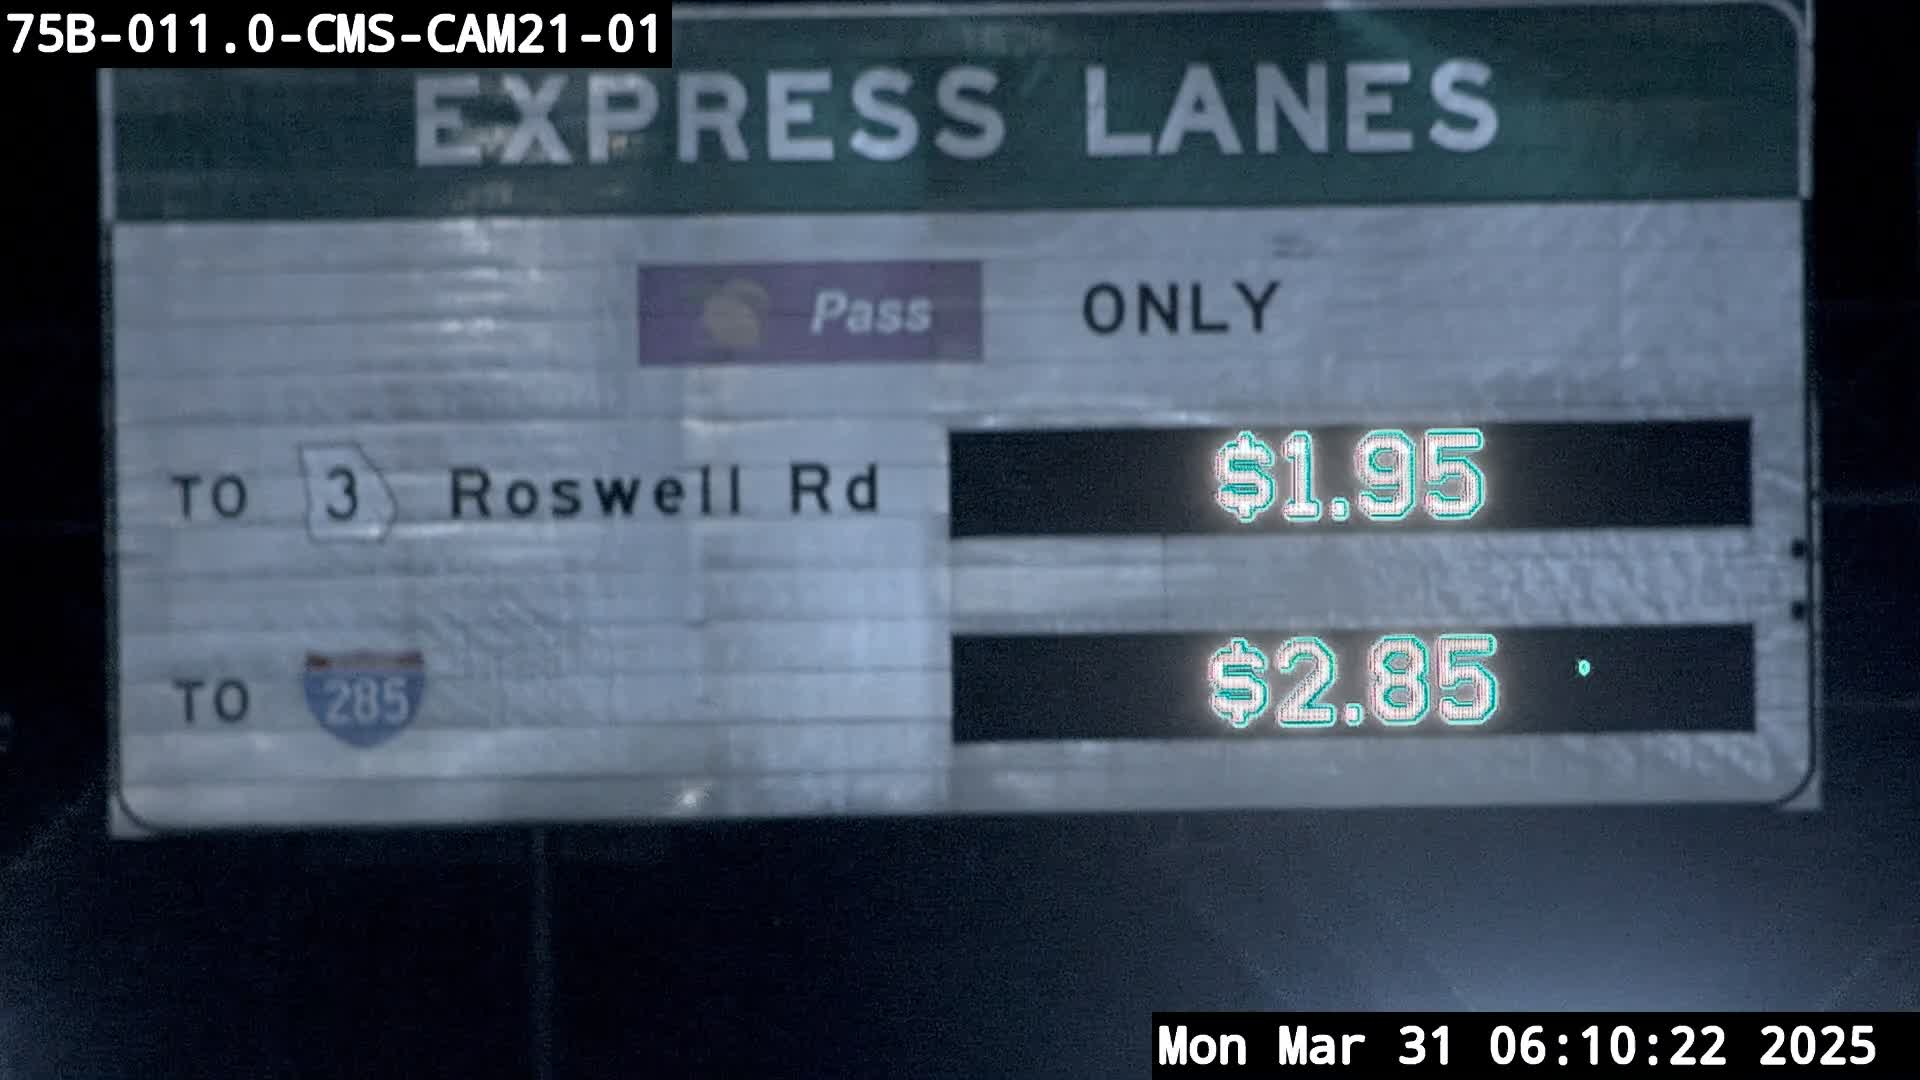 75B-011.0-CMS-CAM21-01
EXPRESS LANES
Pass ONLY
TO 3 Roswell Rd $1.95
TO 285 $2.85
Mon Mar 31 06:10:22 2025